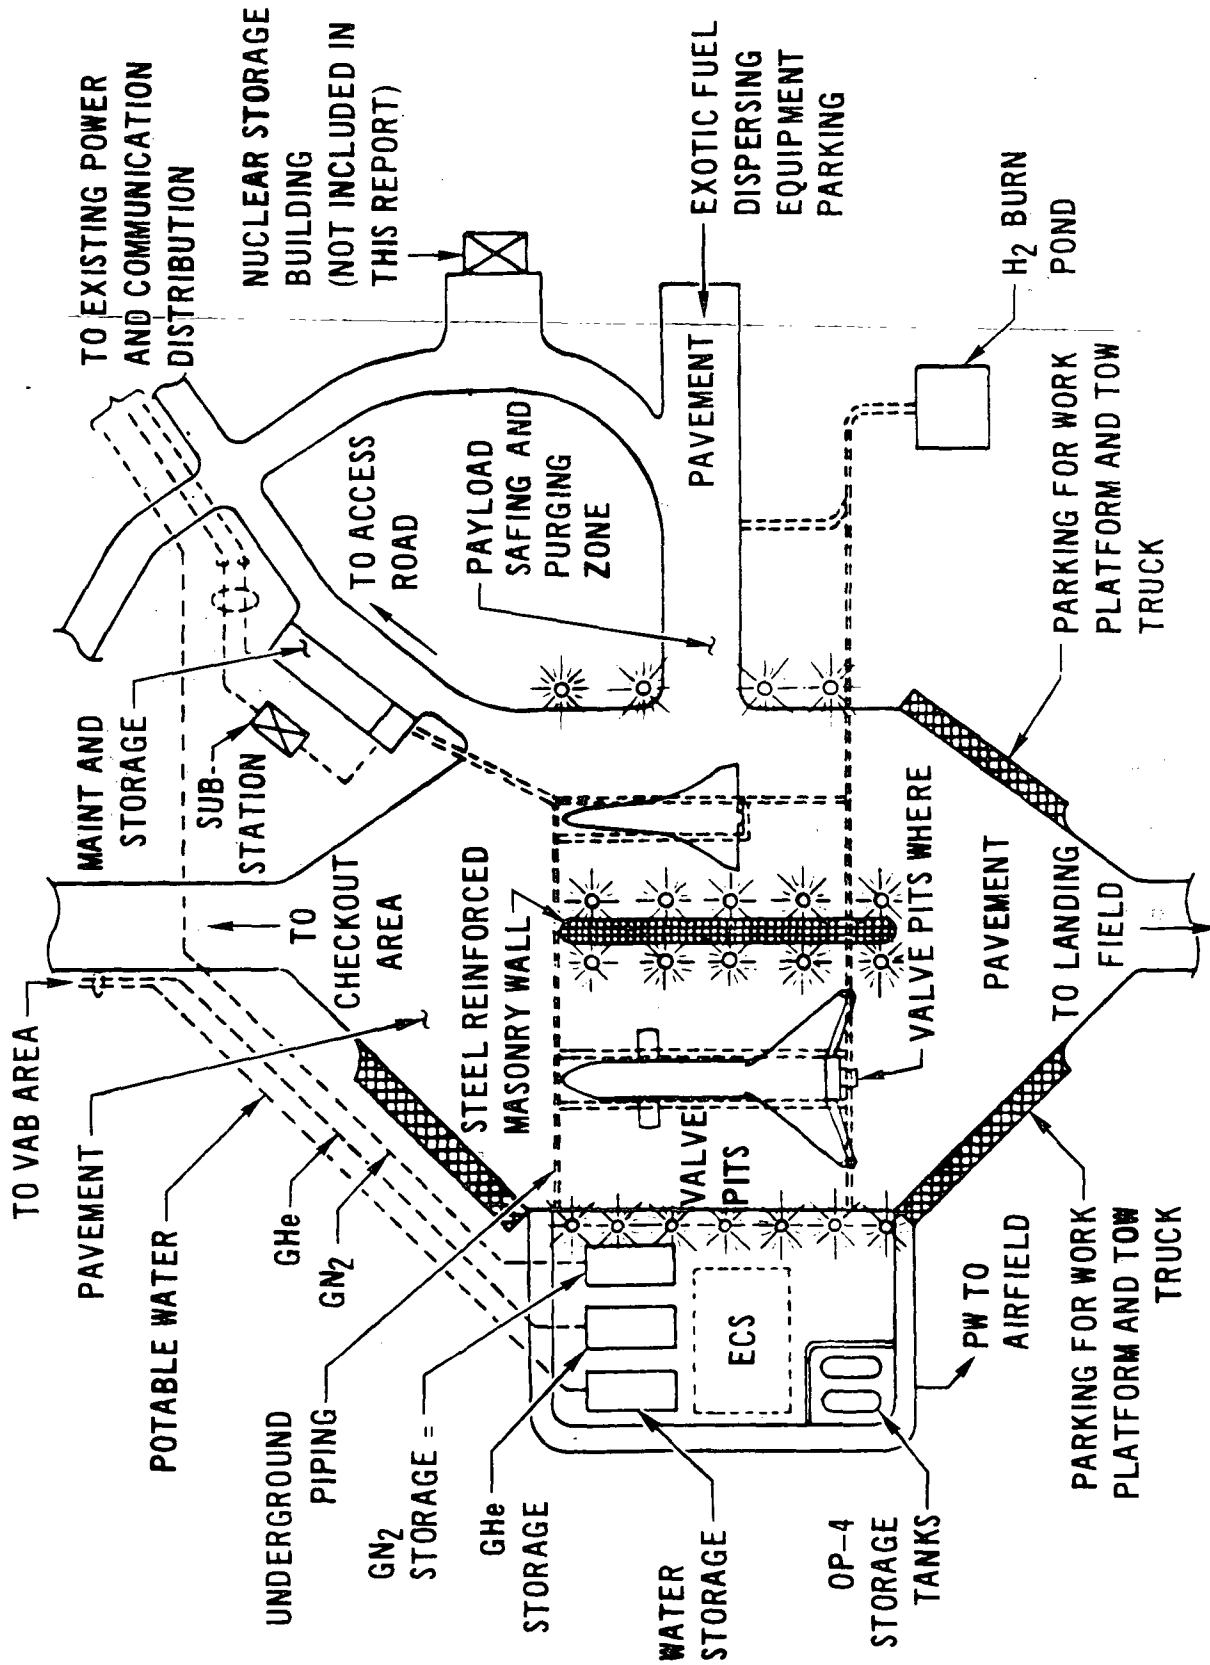 TO EXISTING POWER
AND COMMUNICATION
DISTRIBUTION
NUCLEAR STORAGE
BUILDING
(NOT INCLUDED IN
THIS REPORT)
EXOTIC FUEL
DISPERSING
EQUIPMENT
PARKING
H2 BURN
POND
PARKING FOR WORK
PLATFORM AND TOW
TRUCK
PAVEMENT
PAYLOAD
SAFING AND
PURGING
ZONE
TO ACCESS
ROAD
MAINT AND
STORAGE
SUB-
STATION
TO
CHECKOUT
AREA
STEEL REINFORCED
MASONRY WALL
VALVE PITS WHERE
PAVEMENT
TO LANDING
FIELD
TO VAB AREA
PAVEMENT
POTABLE WATER
GHe
GN2
VALVE
PITS
UNDERGROUND
PIPING
GN2
STORAGE =
GHe
STORAGE
WATER
STORAGE
ECS
OP-4
STORAGE
TANKS
PW TO
AIRFIELD
PARKING FOR WORK
PLATFORM AND TOW
TRUCK